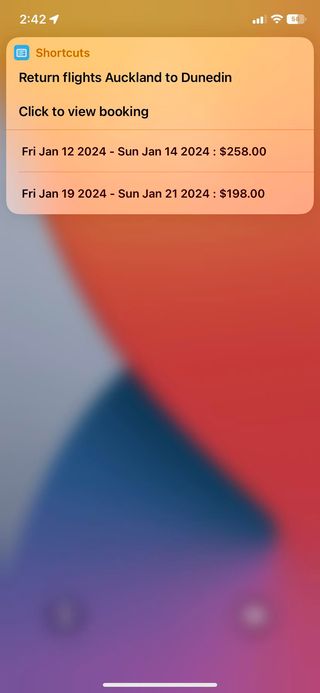 2:42
Shortcuts
Return flights Auckland to Dunedin
Click to view booking
Fri Jan 12 2024 - Sun Jan 14 2024 : $258.00
Fri Jan 19 2024 - Sun Jan 21 2024 : $198.00